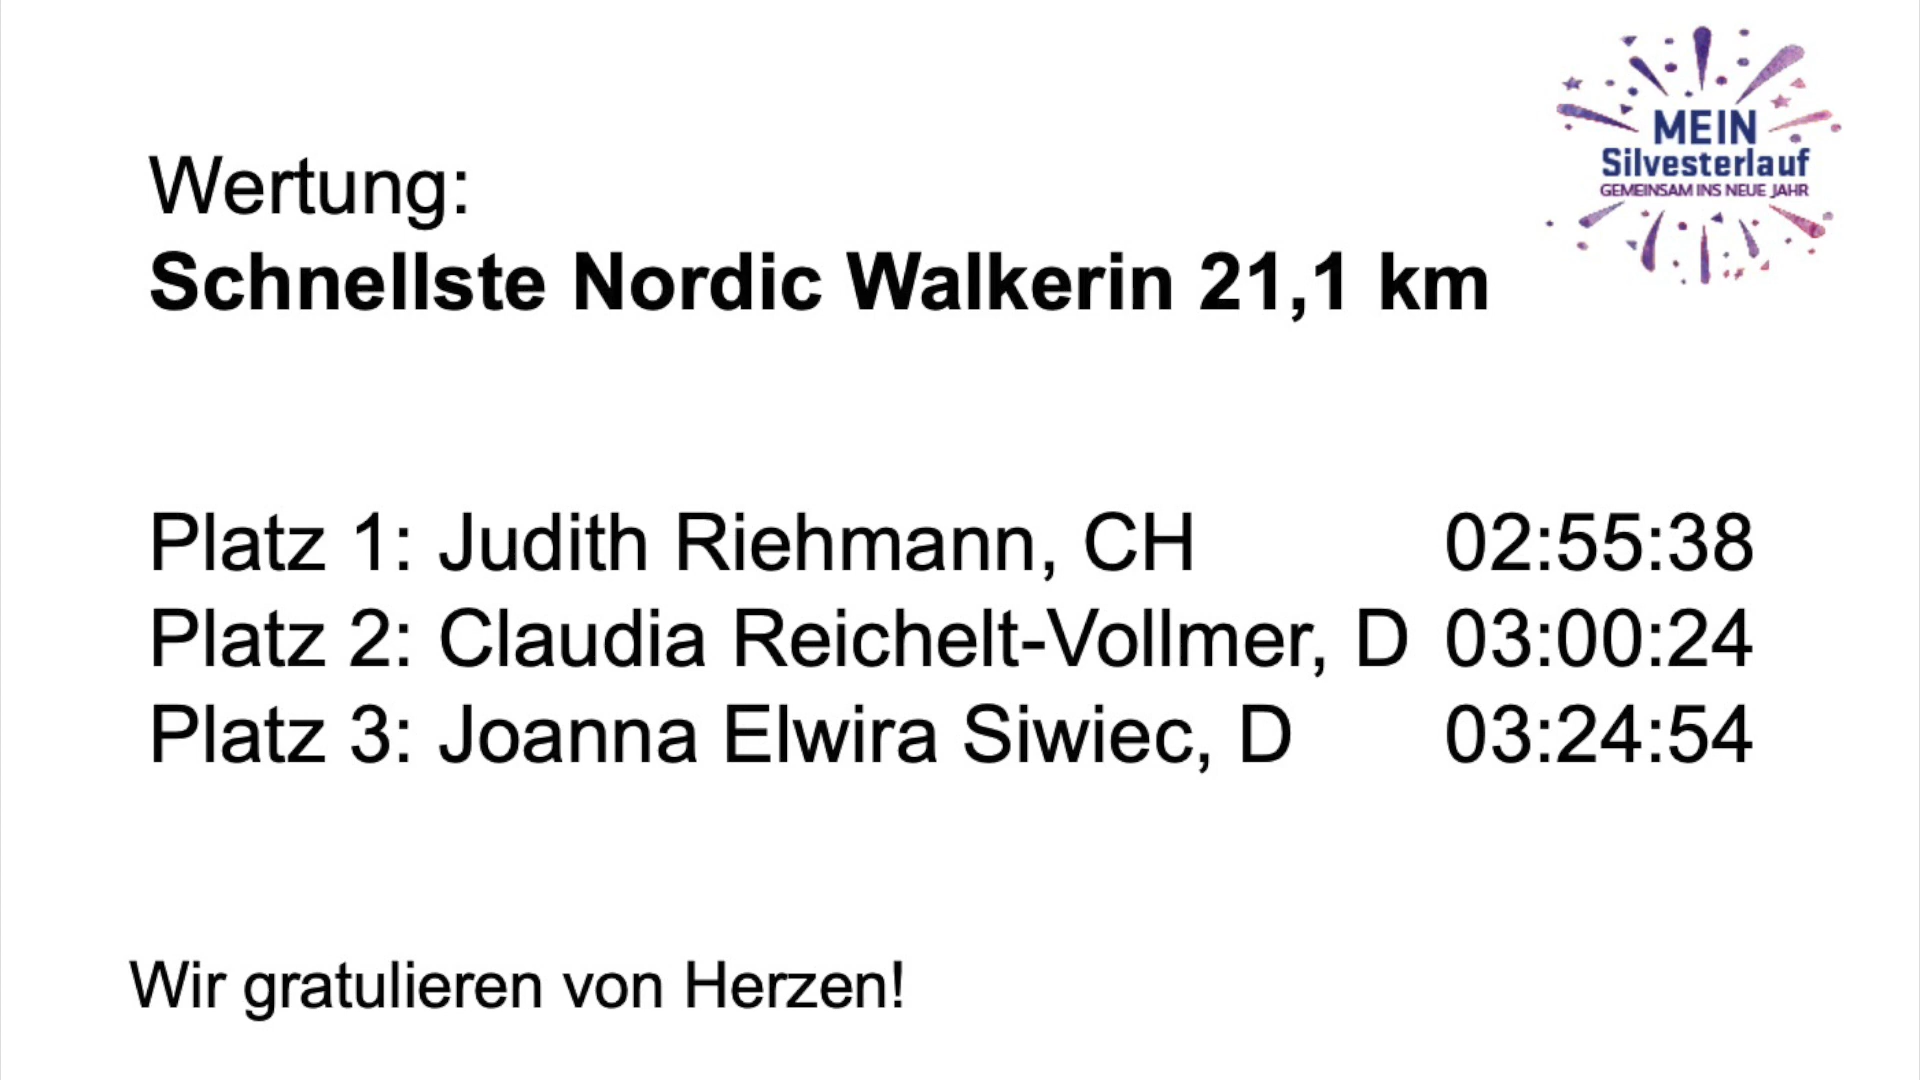 MEIN
Silvesterlauf
GEMEINSAM INS NEUE JAHR
Wertung:
Schnellste Nordic Walkerin 21,1 km
Platz 1: Judith Riehmann, CH 02:55:38
Platz 2: Claudia Reichelt-Vollmer, D 03:00:24
Platz 3: Joanna Elwira Siwiec, D 03:24:54
Wir gratulieren von Herzen!